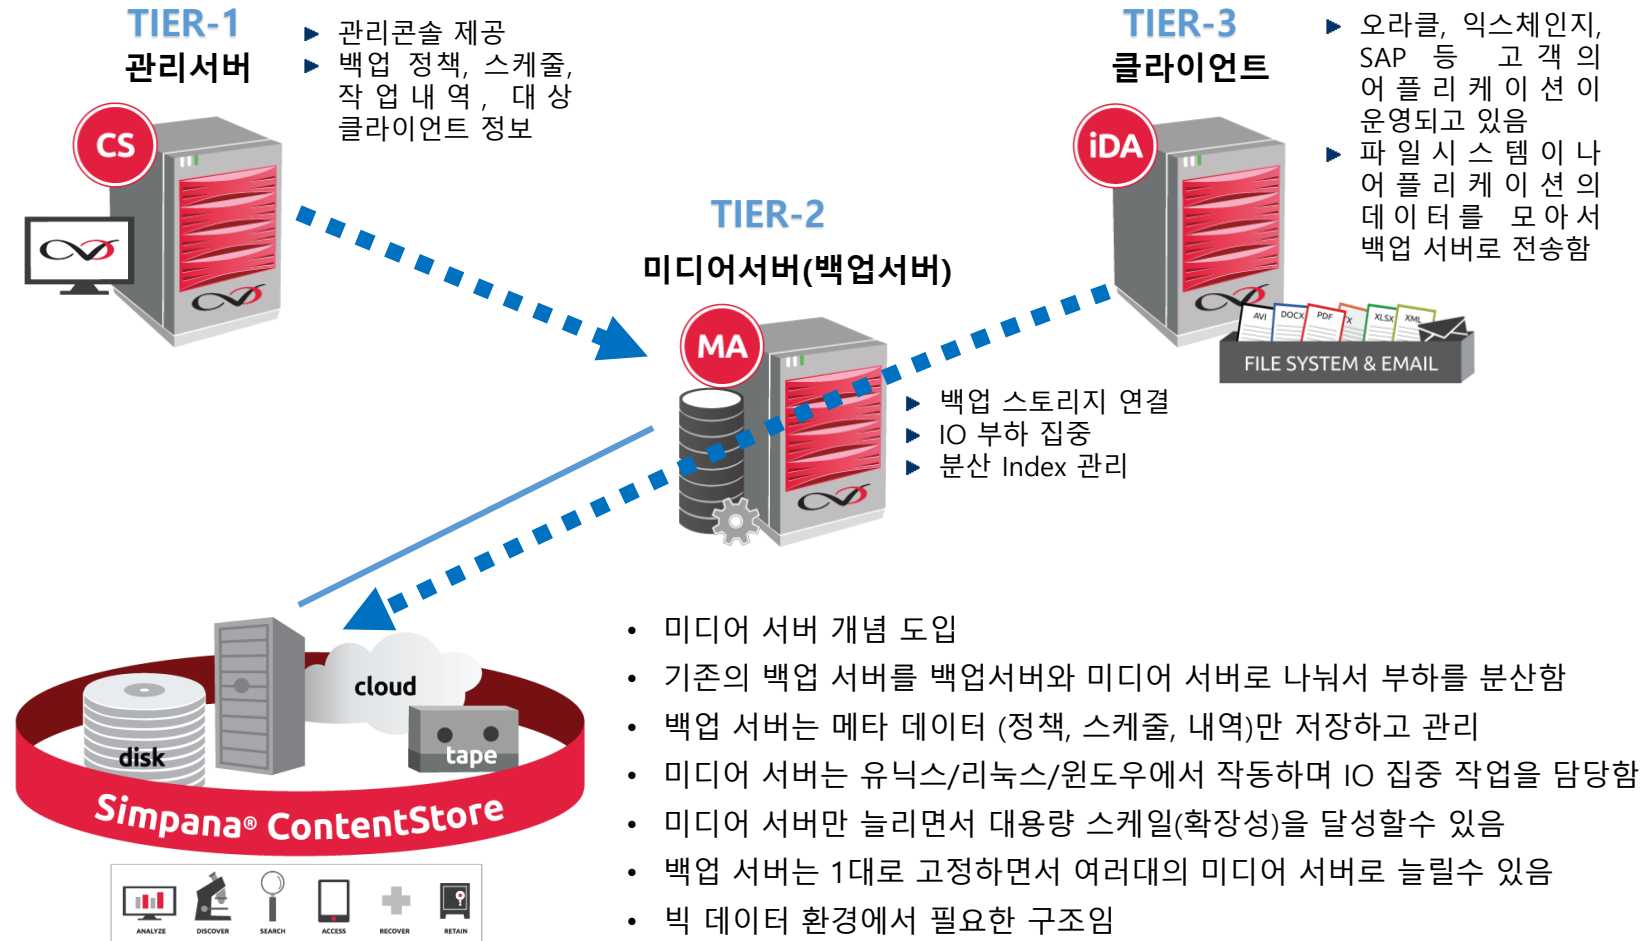 TIER-1
관리서버
CS
▶ 관리콘솔 제공
▶ 백업 정책, 스케줄,
작업내역, 대상
클라이언트 정보
TIER-2
미디어서버(백업서버)
MA
▶ 백업 스토리지 연결
▶ IO 부하 집중
▶ 분산 Index 관리
TIER-3
클라이언트
iDA
▶ 오라클, 익스체인지,
SAP 등 고객의
어플리케이션이
운영되고 있음
▶ 파일시스템이나
어플리케이션의
데이터를 모아서
백업 서버로 전송함
AVI
DOCX
PDF
XLSX
XML
FILE SYSTEM & EMAIL
cloud
disk
tape
Simpana® ContentStore
ANALYZE
DISCOVER
SEARCH
ACCESS
RECOVER
RETAIN
• 미디어 서버 개념 도입
• 기존의 백업 서버를 백업서버와 미디어 서버로 나눠서 부하를 분산함
• 백업 서버는 메타 데이터 (정책, 스케줄, 내역)만 저장하고 관리
• 미디어 서버는 유닉스/리눅스/윈도우에서 작동하며 IO 집중 작업을 담당함
• 미디어 서버만 늘리면서 대용량 스케일(확장성)을 달성할수 있음
• 백업 서버는 1대로 고정하면서 여러대의 미디어 서버로 늘릴수 있음
• 빅 데이터 환경에서 필요한 구조임